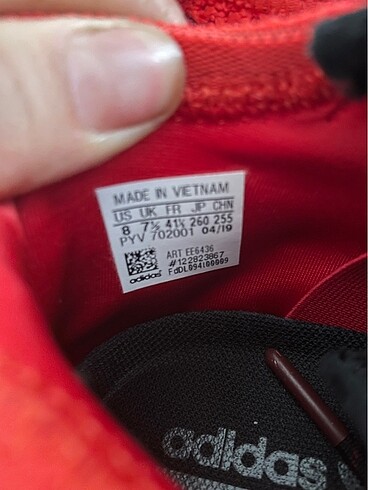 MADE IN VIETNAM
US UK FR JP CHN
8 7½ 41⅓ 260 255
PYV 702001 04/19
ART EE6436
#122823867
FdDL094I00009
adidas
adidas